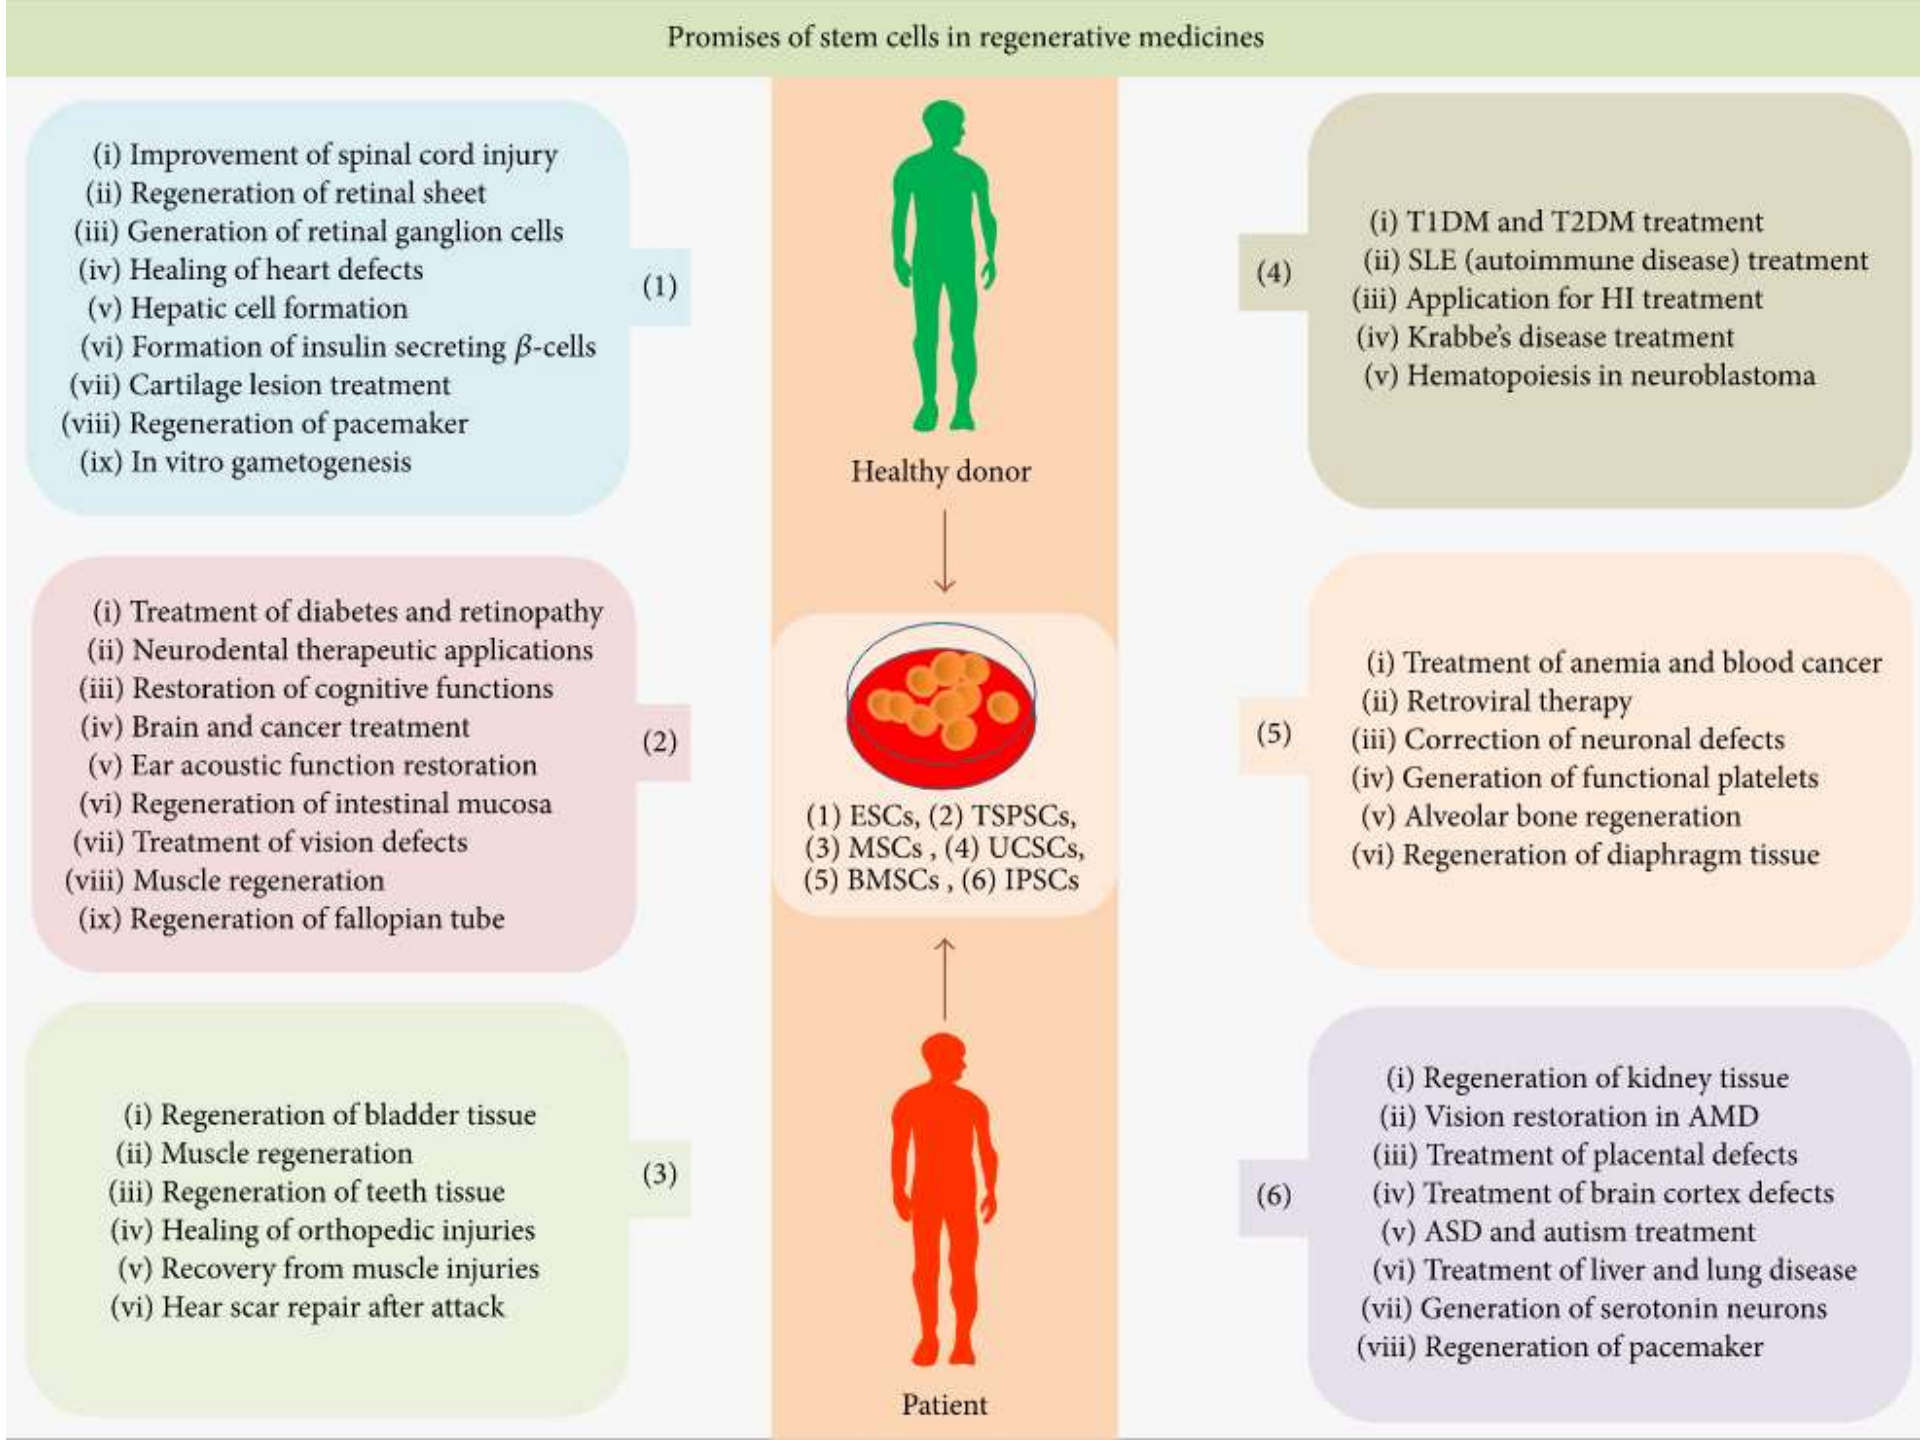 Promises of stem cells in regenerative medicines
(i) Improvement of spinal cord injury
(ii) Regeneration of retinal sheet
(iii) Generation of retinal ganglion cells
(iv) Healing of heart defects
(v) Hepatic cell formation
(vi) Formation of insulin secreting β-cells
(vii) Cartilage lesion treatment
(viii) Regeneration of pacemaker
(ix) In vitro gametogenesis
(1)
(i) Treatment of diabetes and retinopathy
(ii) Neurodental therapeutic applications
(iii) Restoration of cognitive functions
(iv) Brain and cancer treatment
(v) Ear acoustic function restoration
(vi) Regeneration of intestinal mucosa
(vii) Treatment of vision defects
(viii) Muscle regeneration
(ix) Regeneration of fallopian tube
(2)
(i) Regeneration of bladder tissue
(ii) Muscle regeneration
(iii) Regeneration of teeth tissue
(iv) Healing of orthopedic injuries
(v) Recovery from muscle injuries
(vi) Hear scar repair after attack
(3)
Healthy donor
(1) ESCs, (2) TSPSCs,
(3) MSCs , (4) UCSCs,
(5) BMSCs , (6) IPSCs
Patient
(4)
(i) T1DM and T2DM treatment
(ii) SLE (autoimmune disease) treatment
(iii) Application for HI treatment
(iv) Krabbe's disease treatment
(v) Hematopoiesis in neuroblastoma
(5)
(i) Treatment of anemia and blood cancer
(ii) Retroviral therapy
(iii) Correction of neuronal defects
(iv) Generation of functional platelets
(v) Alveolar bone regeneration
(vi) Regeneration of diaphragm tissue
(6)
(i) Regeneration of kidney tissue
(ii) Vision restoration in AMD
(iii) Treatment of placental defects
(iv) Treatment of brain cortex defects
(v) ASD and autism treatment
(vi) Treatment of liver and lung disease
(vii) Generation of serotonin neurons
(viii) Regeneration of pacemaker